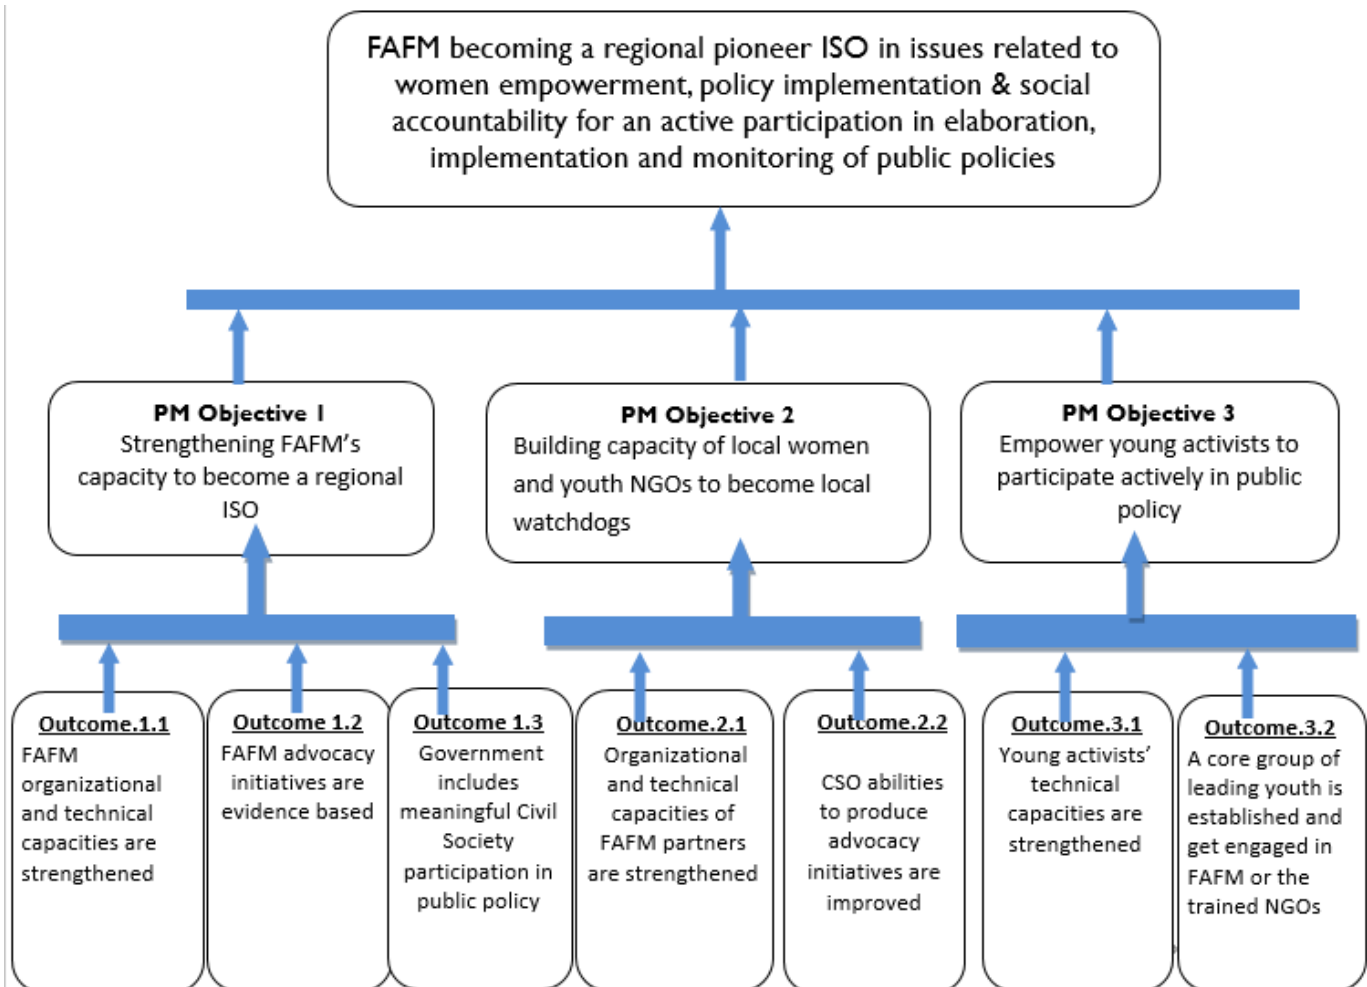 FAFM becoming a regional pioneer ISO in issues related to
women empowerment, policy implementation & social
accountability for an active participation in elaboration,
implementation and monitoring of public policies
PM Objective 1
Strengthening FAFM's
capacity to become a regional
ISO
PM Objective 2
Building capacity of local women
and youth NGOs to become local
watchdogs
PM Objective 3
Empower young activists to
participate actively in public
policy
Outcome.1.1
FAFM
organizational
and technical
capacities are
strengthened
Outcome 1.2
FAFM advocacy
initiatives are
evidence based
Outcome 1.3
Government
includes
meaningful Civil
Society
participation in
public policy
Outcome.2.1
Organizational
and technical
capacities of
FAFM partners
are strengthened
Outcome.2.2
CSO abilities
to produce
advocacy
initiatives are
improved
Outcome.3.1
Young activists'
technical
capacities are
strengthened
Outcome.3.2
A core group of
leading youth is
established and
get engaged in
FAFM or the
trained NGOs